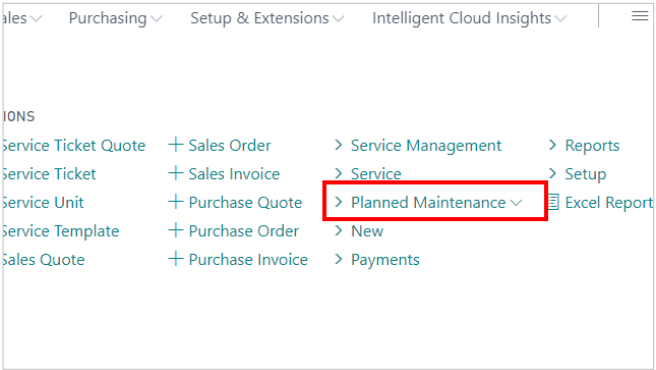 ales Purchasing Setup & Extensions Intelligent Cloud Insights
IONS
Service Ticket Quote + Sales Order > Service Management > Reports
Service Ticket + Sales Invoice > Service > Setup
Service Unit + Purchase Quote > Planned Maintenance Excel Report
Service Template + Purchase Order > New
Sales Quote + Purchase Invoice > Payments